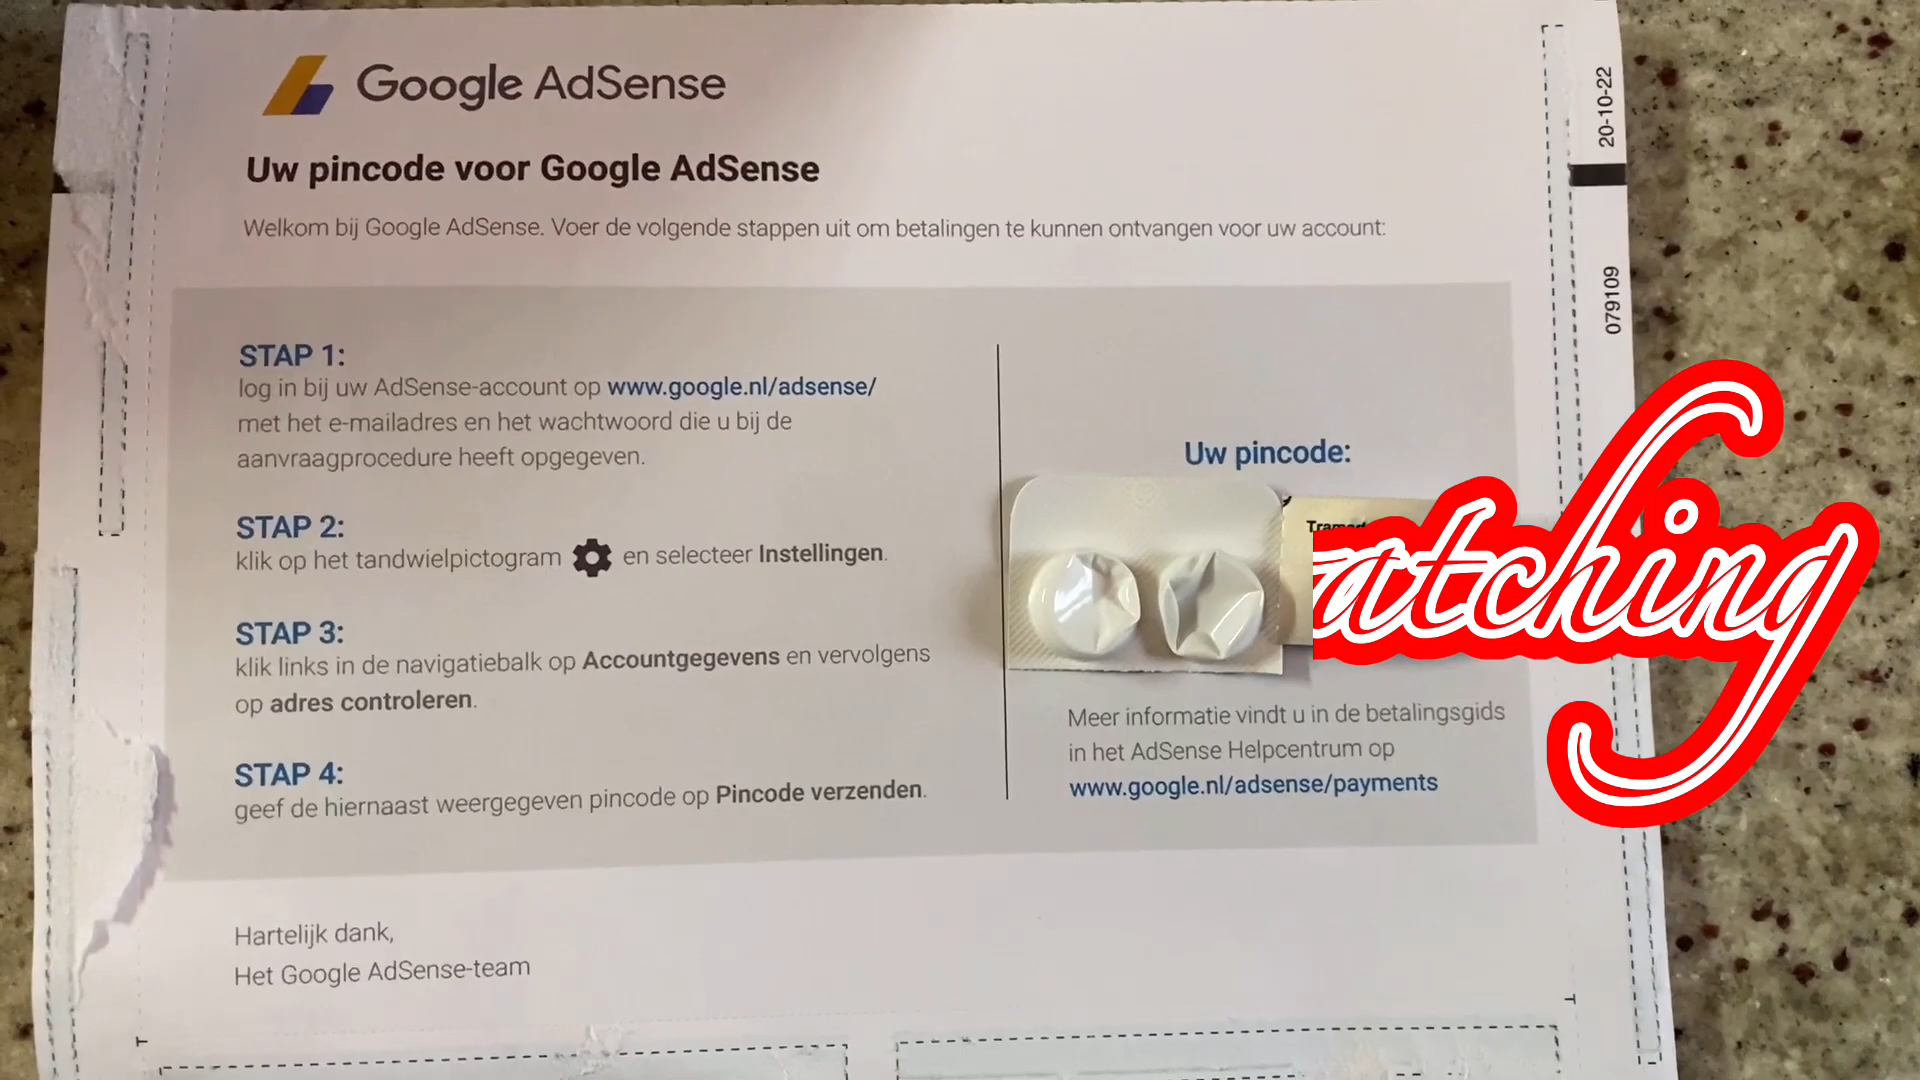 Google AdSense
Uw pincode voor Google AdSense
Welkom bij Google AdSense. Voer de volgende stappen uit om betalingen te kunnen ontvangen voor uw account:
STAP 1:
log in bij uw AdSense-account op www.google.nl/adsense/
met het e-mailadres en het wachtwoord die u bij de
aanvraagprocedure heeft opgegeven.
STAP 2:
klik op het tandwielpictogram en selecteer Instellingen.
STAP 3:
klik links in de navigatiebalk op Accountgegevens en vervolgens
op adres controleren.
STAP 4:
geef de hiernaast weergegeven pincode op Pincode verzenden.
Uw pincode:
atching
Meer informatie vindt u in de betalingsgids
in het AdSense Helpcentrum op
www.google.nl/adsense/payments
Hartelijk dank,
Het Google AdSense-team
20-10-22
079109